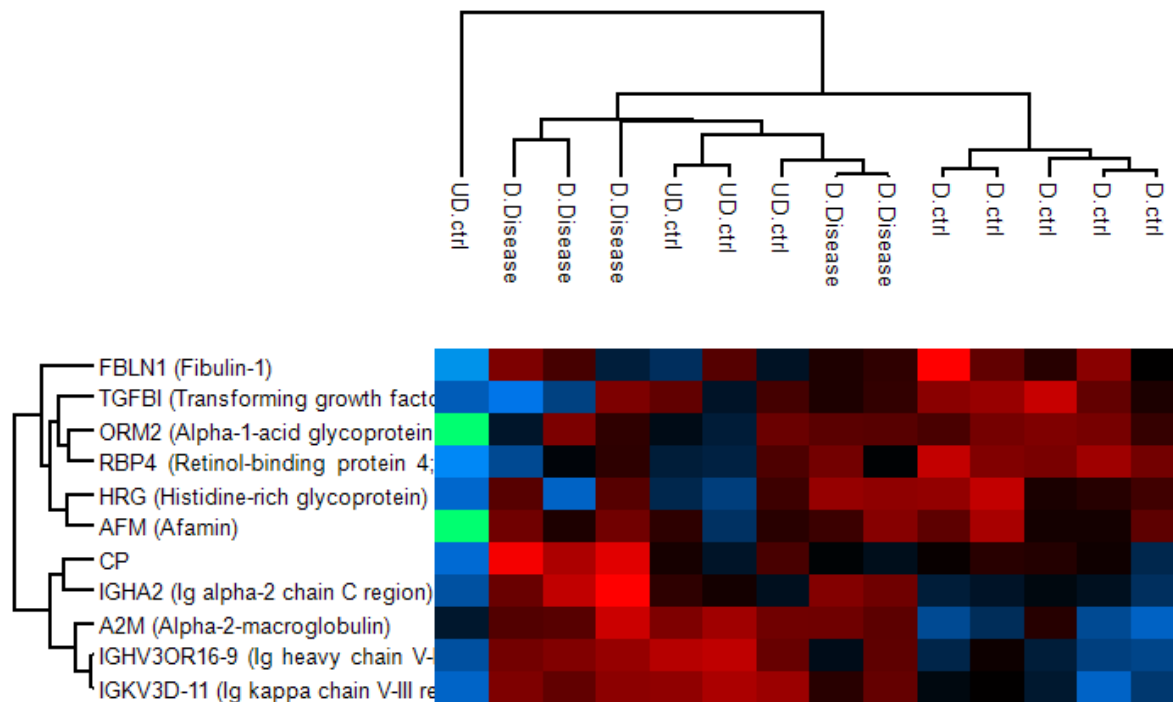 UD.ctrl
D.Disease
D.Disease
D.Disease
UD.ctrl
UD.ctrl
UD.ctrl
D.Disease
D.Disease
D.ctrl
D.ctrl
D.ctrl
D.ctrl
D.ctrl
FBLN1 (Fibulin-1)
TGFBI (Transforming growth facto
ORM2 (Alpha-1-acid glycoprotein
RBP4 (Retinol-binding protein 4;
HRG (Histidine-rich glycoprotein)
AFM (Afamin)
CP
IGHA2 (Ig alpha-2 chain C region)
A2M (Alpha-2-macroglobulin)
IGHV3OR16-9 (Ig heavy chain V-I
IGKV3D-11 (Ig kappa chain V-III re